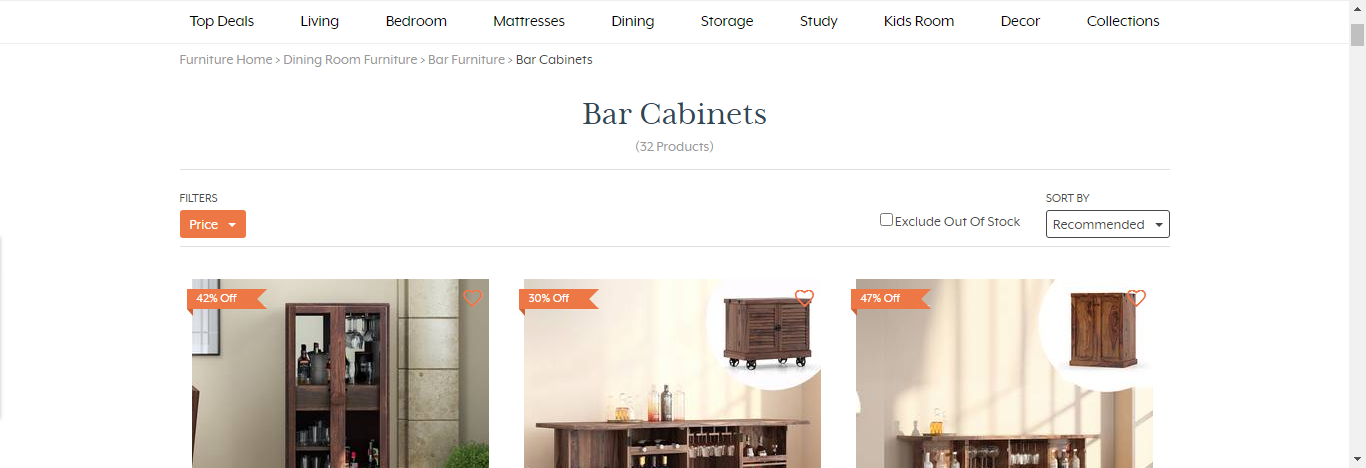 Top Deals Living Bedroom Mattresses Dining Storage Study Kids Room Decor Collections
Furniture Home > Dining Room Furniture > Bar Furniture > Bar Cabinets
Bar Cabinets
(32 Products)
FILTERS
SORT BY
Price
Exclude Out Of Stock
Recommended
42% Off
30% Off
47% Off